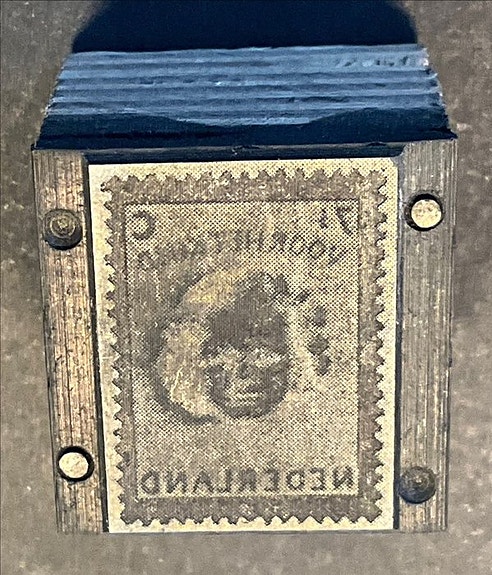 7½ C
VOOR HET KIND
NEDERLAND